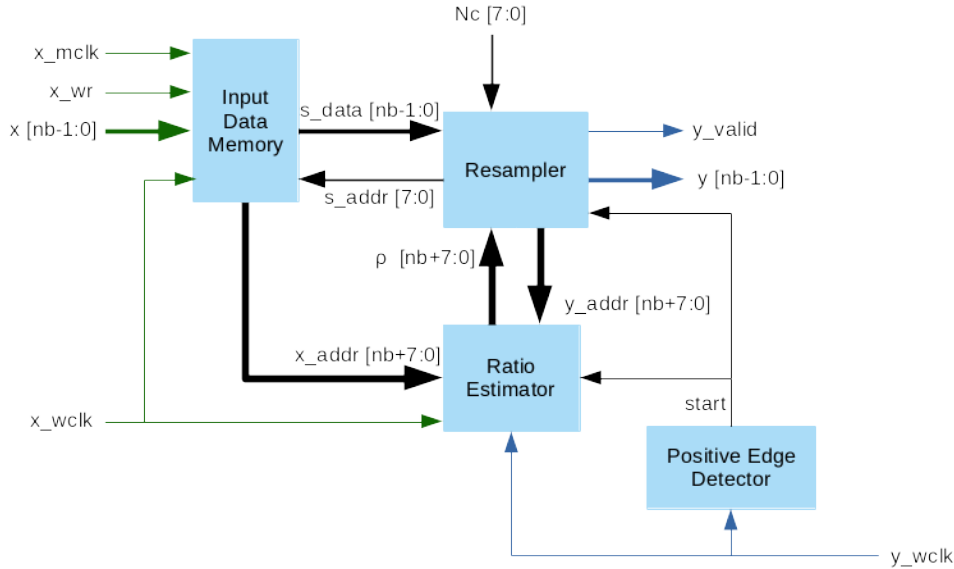 Nc [7:0]
x_mclk
x_wr
x [nb-1:0]
Input
Data
Memory
s_data [nb-1:0]
s_addr [7:0]
Resampler
y_valid
y [nb-1:0]
ρ [nb+7:0]
y_addr [nb+7:0]
x_addr [nb+7:0]
Ratio
Estimator
x_wclk
start
Positive Edge
Detector
y_wclk